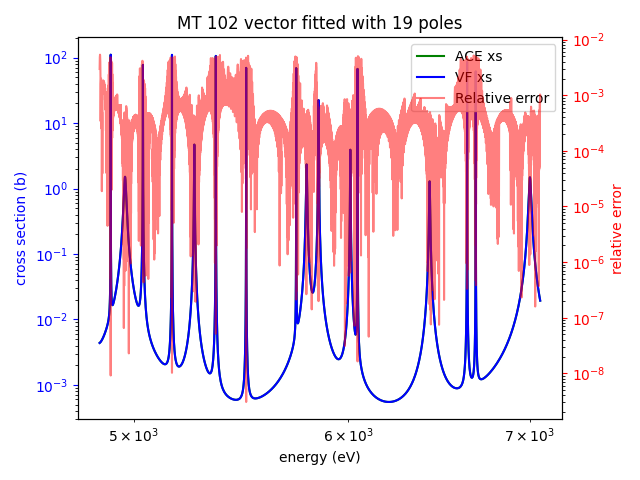 MT 102 vector fitted with 19 poles
ACE xs
VF xs
Relative error
cross section (b)
10²
10¹
10⁰
10⁻¹
10⁻²
10⁻³
relative error
10⁻²
10⁻³
10⁻⁴
10⁻⁵
10⁻⁶
10⁻⁷
10⁻⁸
5 × 10³
6 × 10³
7 × 10³
energy (eV)